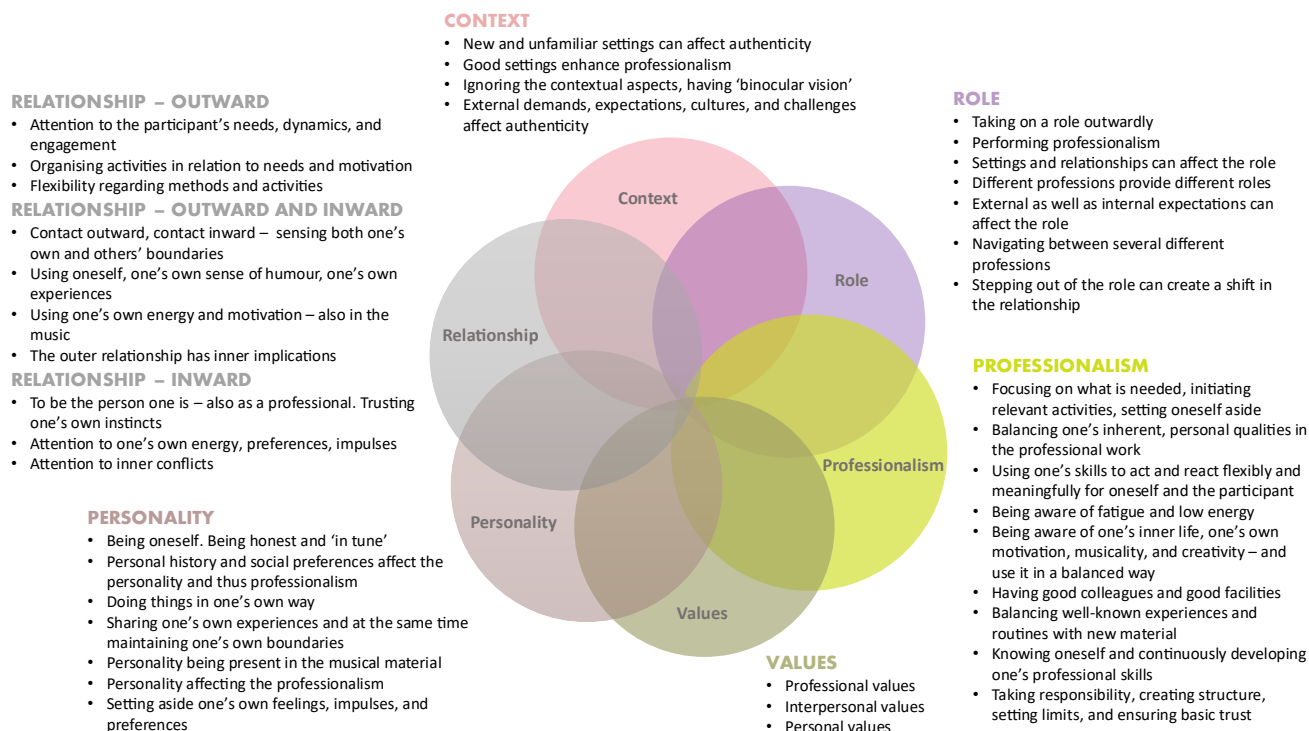 CONTEXT
• New and unfamiliar settings can affect authenticity
• Good settings enhance professionalism
• Ignoring the contextual aspects, having ‘binocular vision’
• External demands, expectations, cultures, and challenges
affect authenticity
RELATIONSHIP – OUTWARD
• Attention to the participant’s needs, dynamics, and
engagement
• Organising activities in relation to needs and motivation
• Flexibility regarding methods and activities
RELATIONSHIP – OUTWARD AND INWARD
• Contact outward, contact inward – sensing both one’s
own and others’ boundaries
• Using oneself, one’s own sense of humour, one’s own
experiences
• Using one’s own energy and motivation – also in the
music
• The outer relationship has inner implications
RELATIONSHIP – INWARD
• To be the person one is – also as a professional. Trusting
one’s own instincts
• Attention to one’s own energy, preferences, impulses
• Attention to inner conflicts
PERSONALITY
• Being oneself. Being honest and ‘in tune’
• Personal history and social preferences affect the
personality and thus professionalism
• Doing things in one’s own way
• Sharing one’s own experiences and at the same time
maintaining one’s own boundaries
• Personality being present in the musical material
• Personality affecting the professionalism
• Setting aside one’s own feelings, impulses, and
preferences
Context
Role
Relationship
Professionalism
Personality
Values
ROLE
• Taking on a role outwardly
• Performing professionalism
• Settings and relationships can affect the role
• Different professions provide different roles
• External as well as internal expectations can
affect the role
• Navigating between several different
professions
• Stepping out of the role can create a shift in
the relationship
PROFESSIONALISM
• Focusing on what is needed, initiating
relevant activities, setting oneself aside
• Balancing one’s inherent, personal qualities in
the professional work
• Using one’s skills to act and react flexibly and
meaningfully for oneself and the participant
• Being aware of fatigue and low energy
• Being aware of one’s inner life, one’s own
motivation, musicality, and creativity – and
use it in a balanced way
• Having good colleagues and good facilities
• Balancing well-known experiences and
routines with new material
• Knowing oneself and continuously developing
one’s professional skills
• Taking responsibility, creating structure,
setting limits, and ensuring basic trust
VALUES
• Professional values
• Interpersonal values
• Personal values